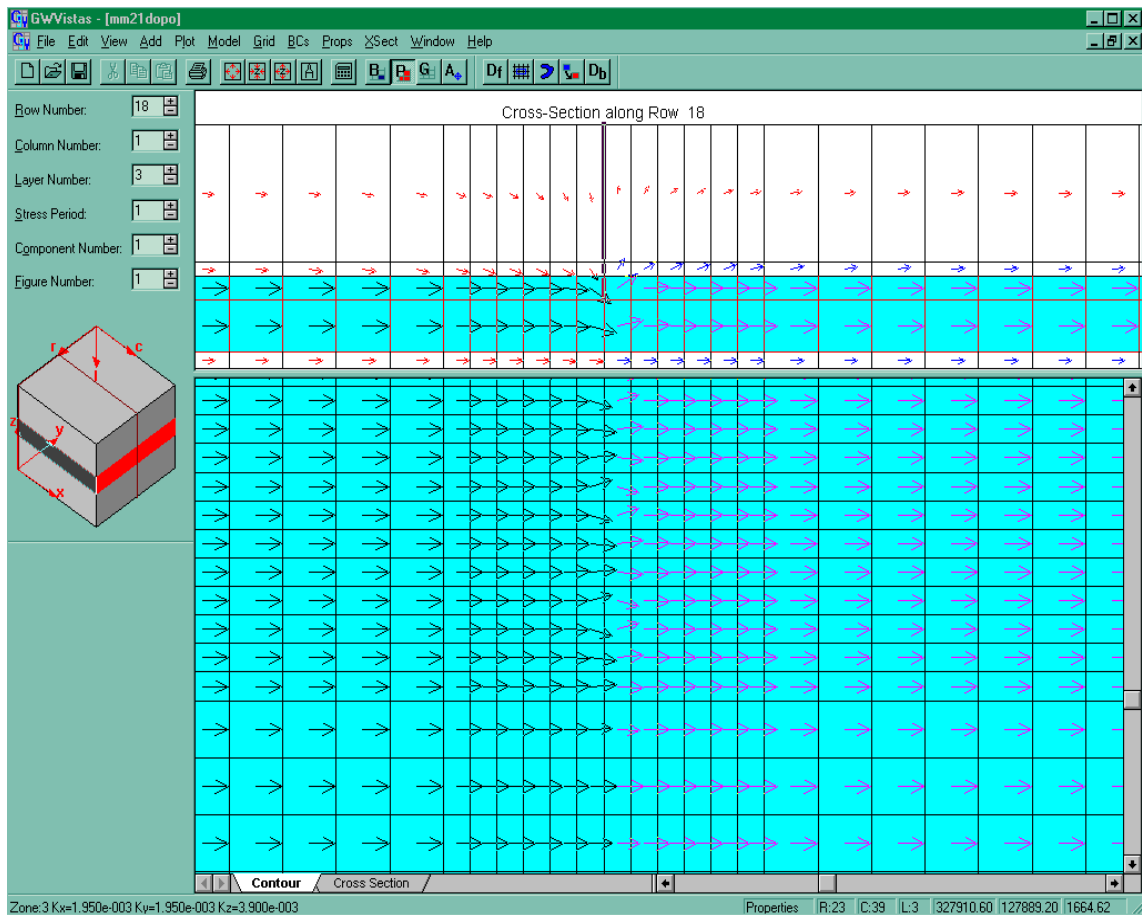 GWVistas - [mm21dopo]
File Edit View Add Plot Model Grid BCs Props XSect Window Help
B P G A Df Db
Row Number: 18
Column Number: 1
Layer Number: 3
Stress Period: 1
Component Number: 1
Figure Number: 1
Cross-Section along Row 18
r c
l
z y
x
Contour Cross Section
Zone:3 Kx=1.950e-003 Ky=1.950e-003 Kz=3.900e-003 Properties R:23 C:39 L:3 327910.60 127889.20 1664.62